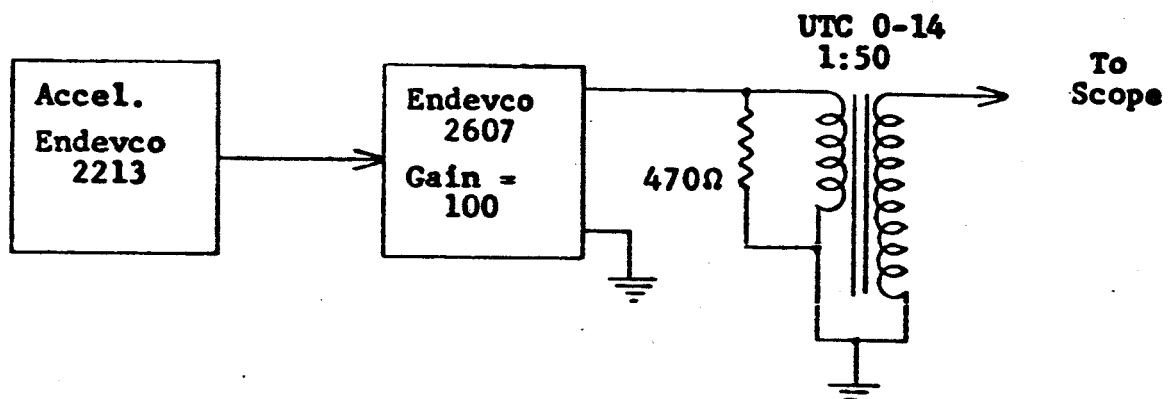 UTC 0-14
1:50
To
Scope
Accel.
Endevco
2213
Endevco
2607
Gain =
100
470Ω